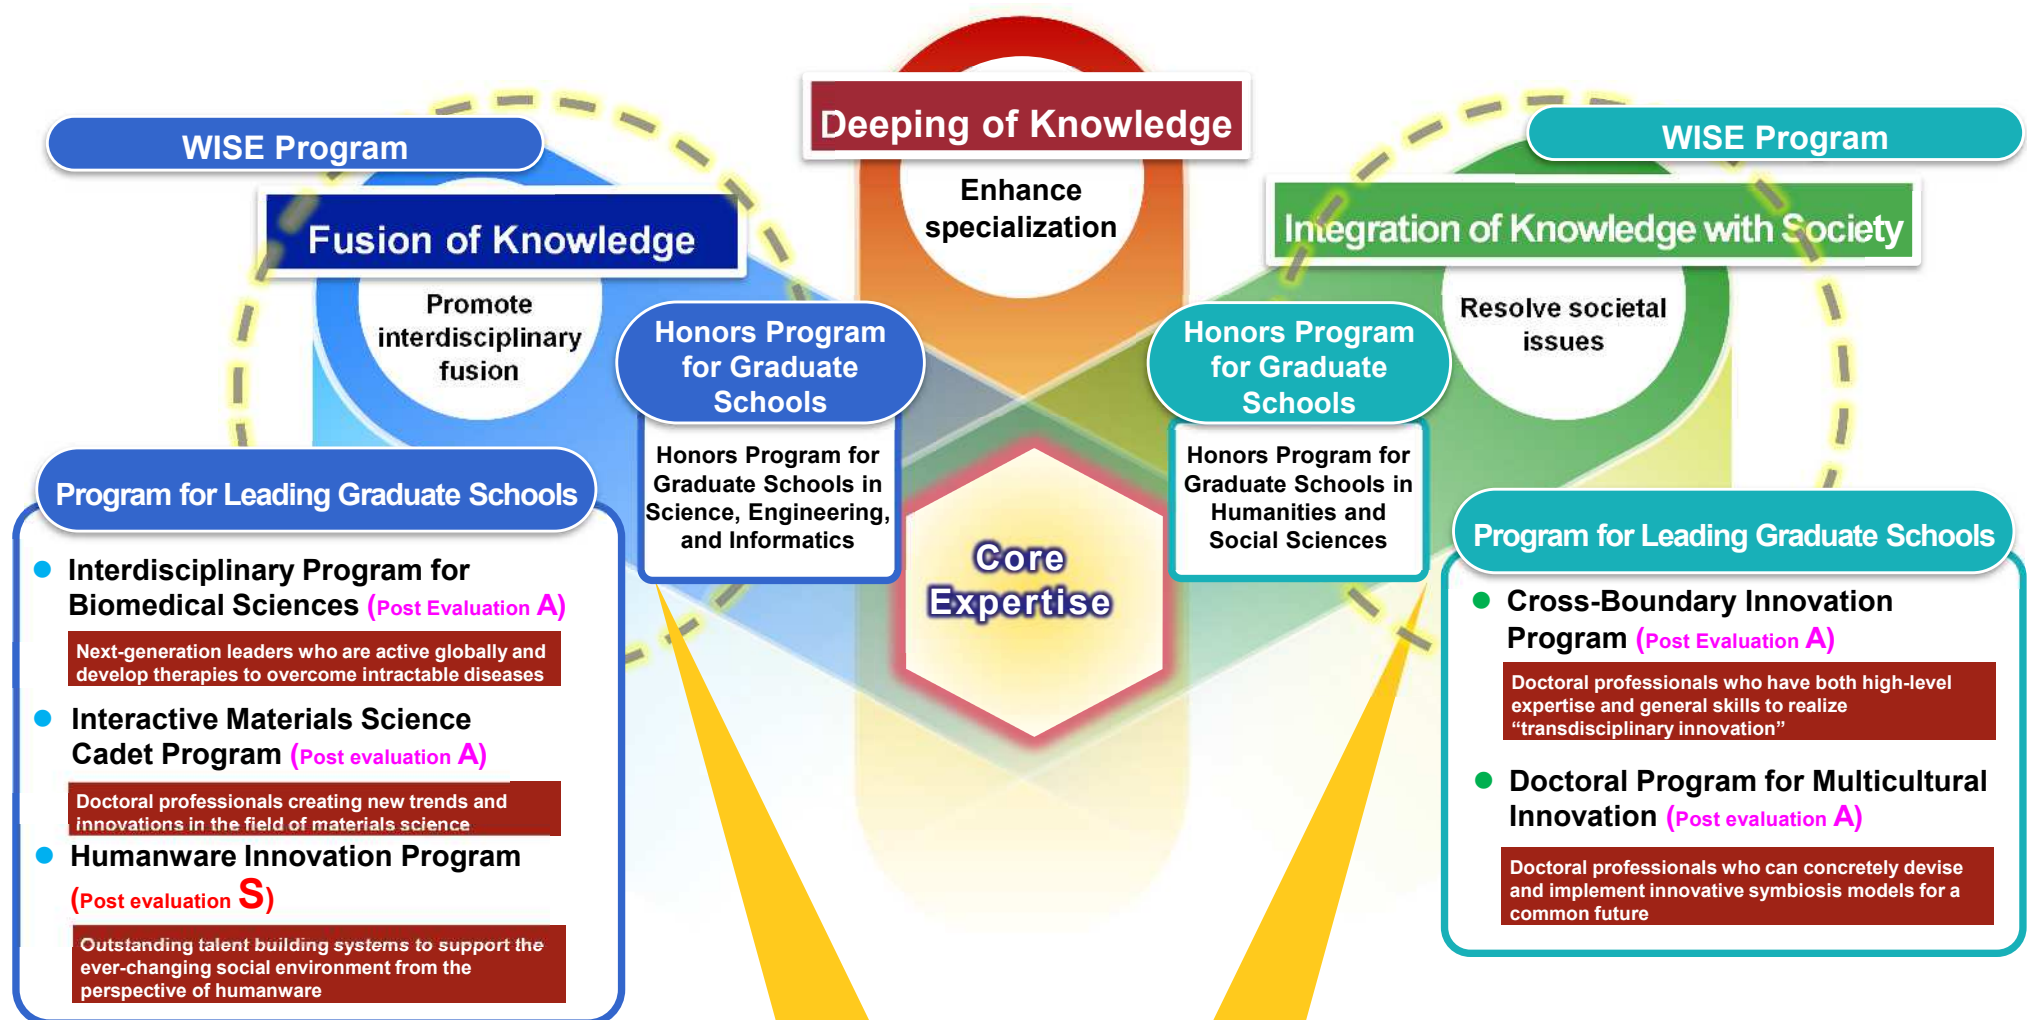 Deeping of Knowledge
Enhance
specialization
WISE Program
Fusion of Knowledge
Promote
interdisciplinary
fusion
Honors Program
for Graduate
Schools
Honors Program for
Graduate Schools in
Science, Engineering,
and Informatics
Program for Leading Graduate Schools
Interdisciplinary Program for
Biomedical Sciences (Post Evaluation A)
Next-generation leaders who are active globally and
develop therapies to overcome intractable diseases
Interactive Materials Science
Cadet Program (Post evaluation A)
Doctoral professionals creating new trends and
innovations in the field of materials science
Humanware Innovation Program
(Post evaluation S)
Outstanding talent building systems to support the
ever-changing social environment from the
perspective of humanware
Core
Expertise
WISE Program
Integration of Knowledge with Society
Resolve societal
issues
Honors Program
for Graduate
Schools
Honors Program for
Graduate Schools in
Humanities and
Social Sciences
Program for Leading Graduate Schools
Cross-Boundary Innovation
Program (Post Evaluation A)
Doctoral professionals who have both high-level
expertise and general skills to realize
“transdisciplinary innovation”
Doctoral Program for Multicultural
Innovation (Post evaluation A)
Doctoral professionals who can concretely devise
and implement innovative symbiosis models for a
common future